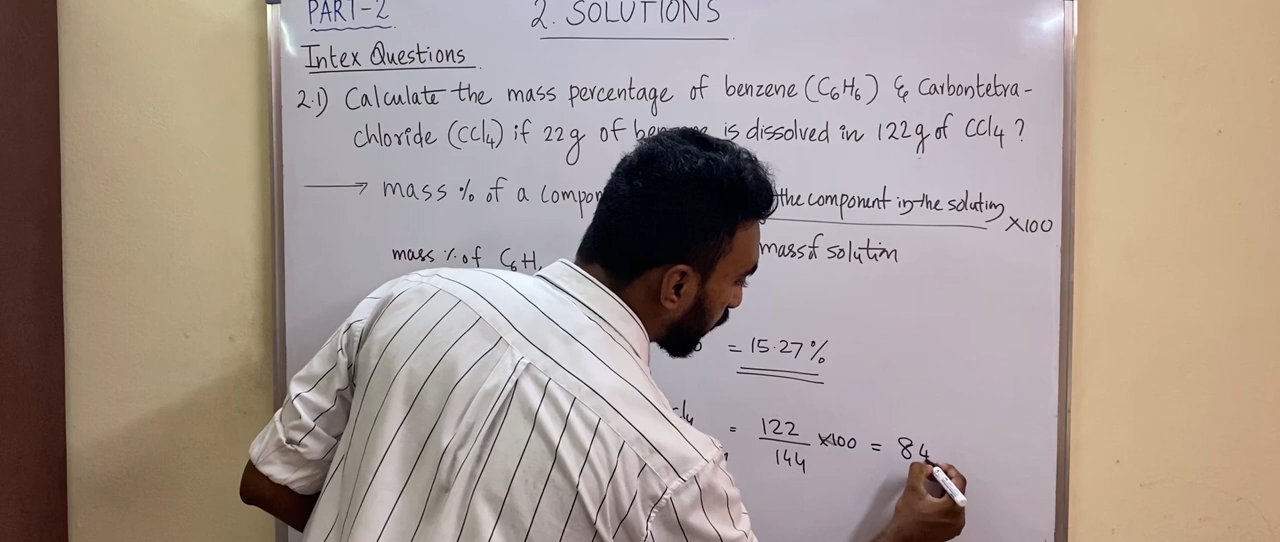 PART-2
2. SOLUTIONS
Intex Questions
2.1) Calculate the mass percentage of benzene (C6H6) & Carbontetra-
chloride (CCl4) if 22g of benzene is dissolved in 122g of CCl4 ?
→ mass % of a compon the component in the solution ×100
mass of solution
mass % of C6H
= 15.27%
= 122 ×100 = 84
144